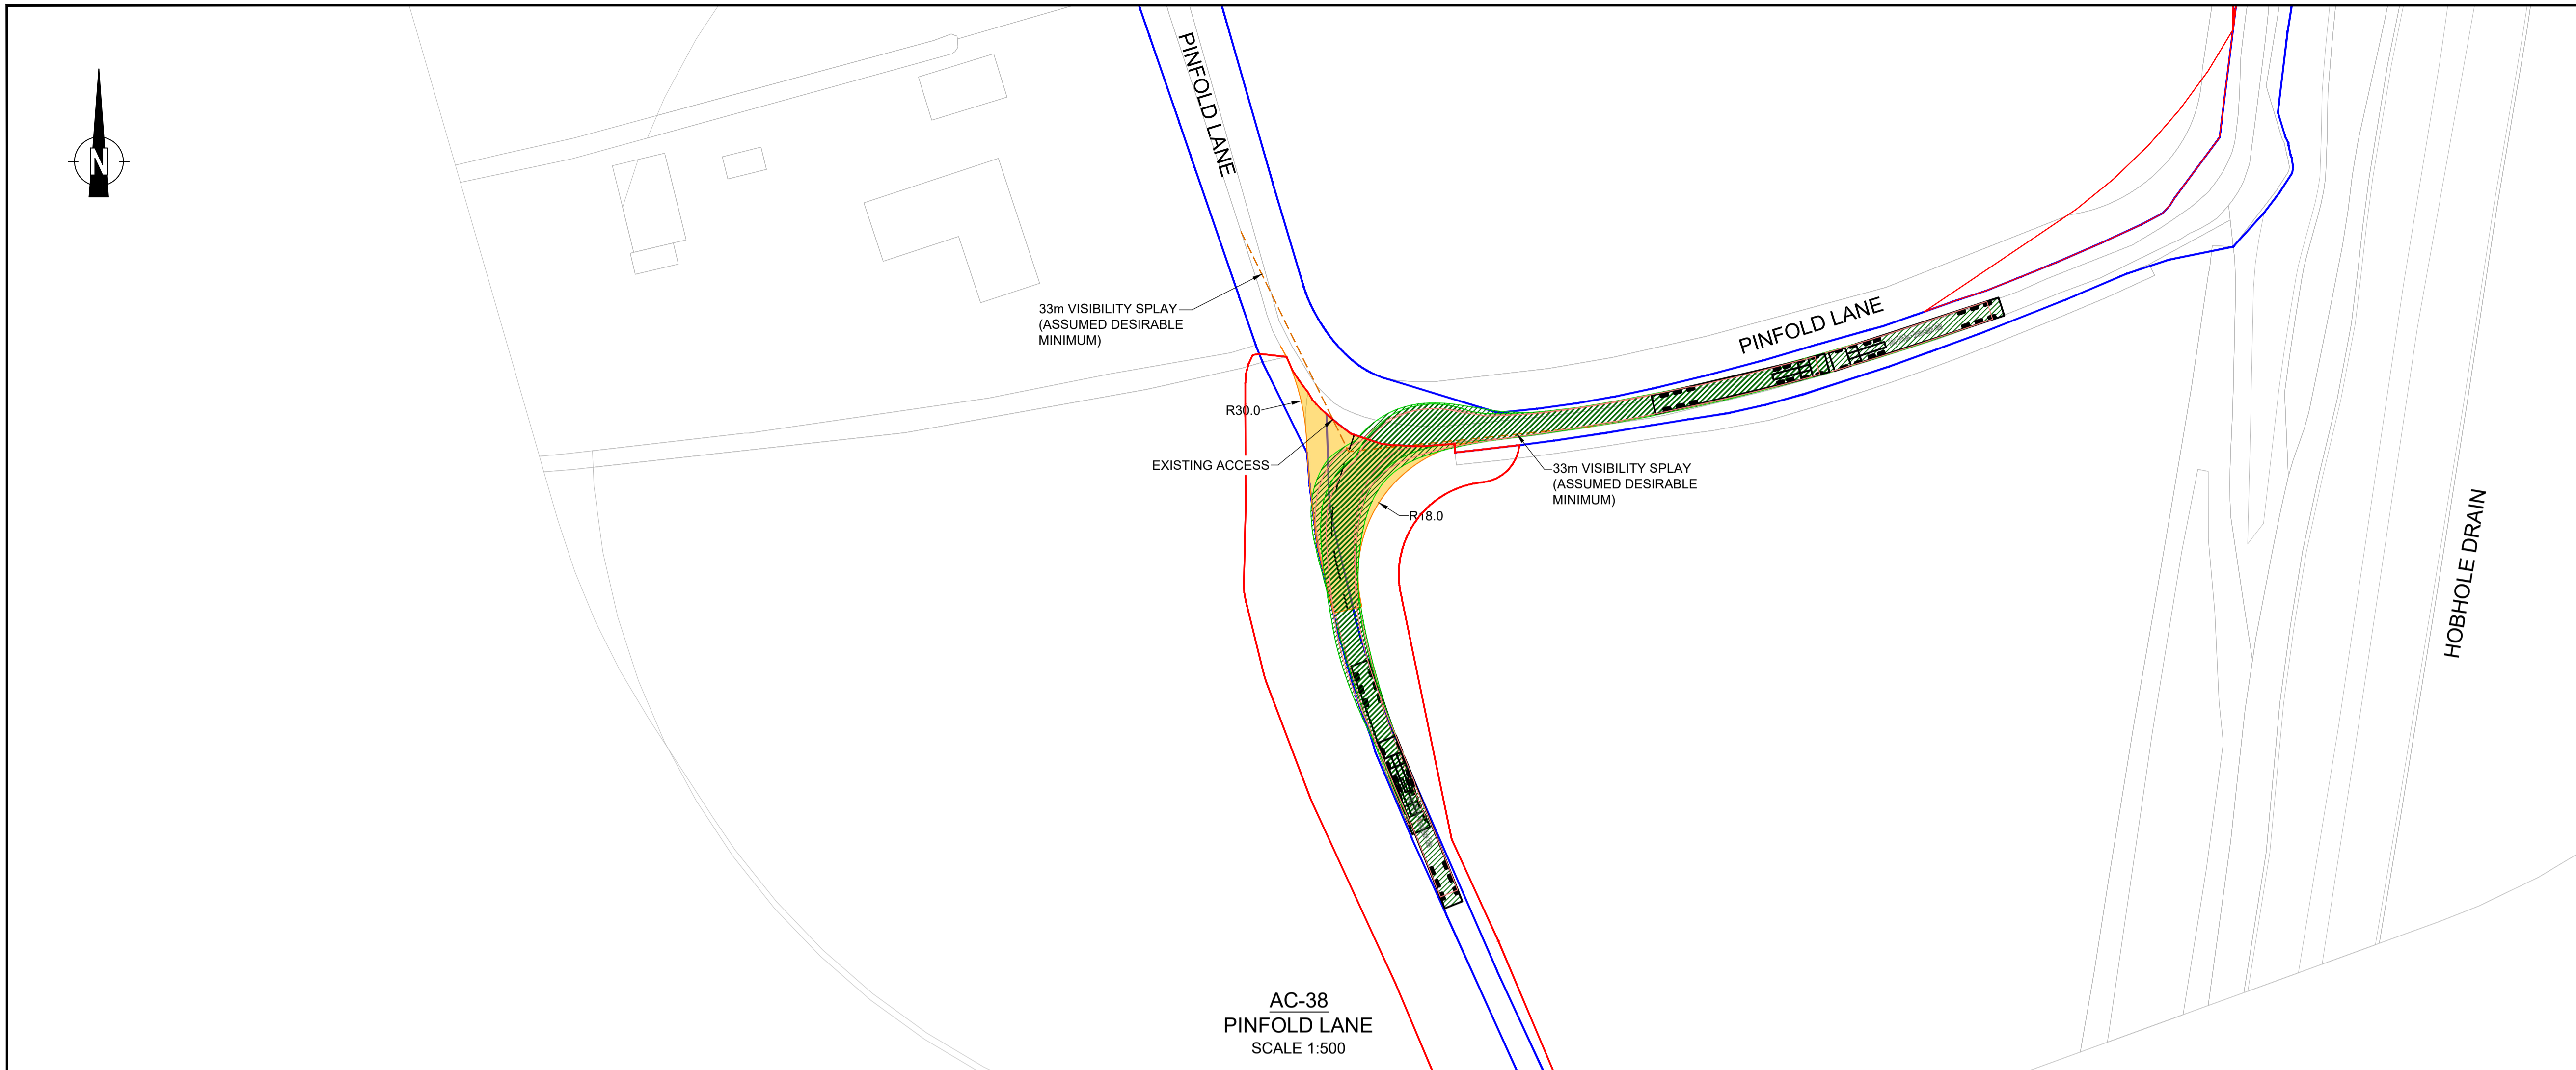 N
PINFOLD LANE
33m VISIBILITY SPLAY
(ASSUMED DESIRABLE
MINIMUM)
PINFOLD LANE
R30.0
EXISTING ACCESS
33m VISIBILITY SPLAY
(ASSUMED DESIRABLE
MINIMUM)
R18.0
HOBHOLE DRAIN
AC-38
PINFOLD LANE
SCALE 1:500